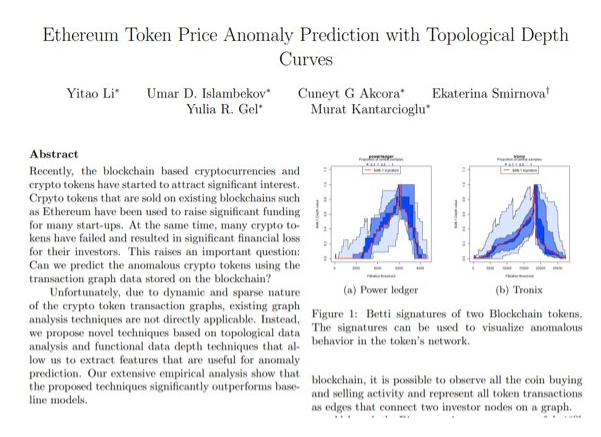 Ethereum Token Price Anomaly Prediction with Topological Depth
Curves
Yitao Li* Umar D. Islambekov* Cuneyt G Akcora* Ekaterina Smirnova†
Yulia R. Gel* Murat Kantarcioglu*
Abstract
Recently, the blockchain based cryptocurrencies and
crypto tokens have started to attract significant interest.
Crpyto tokens that are sold on existing blockchains such
as Ethereum have been used to raise significant funding
for many start-ups. At the same time, many crypto to-
kens have failed and resulted in significant financial loss
for their investors. This raises an important question:
Can we predict the anomalous crypto tokens using the
transaction graph data stored on the blockchain?
Unfortunately, due to dynamic and sparse nature
of the crypto token transaction graphs, existing graph
analysis techniques are not directly applicable. Instead,
we propose novel techniques based on topological data
analysis and functional data depth techniques that al-
low us to extract features that are useful for anomaly
prediction. Our extensive empirical analysis show that
the proposed techniques significantly outperforms base-
line models.
powerledger
(a) Power ledger
(b) Tronix
Figure 1: Betti signatures of two Blockchain tokens.
The signatures can be used to visualize anomalous
behavior in the token's network.
blockchain, it is possible to observe all the coin buying
and selling activity and represent all token transactions
as edges that connect two investor nodes on a graph.